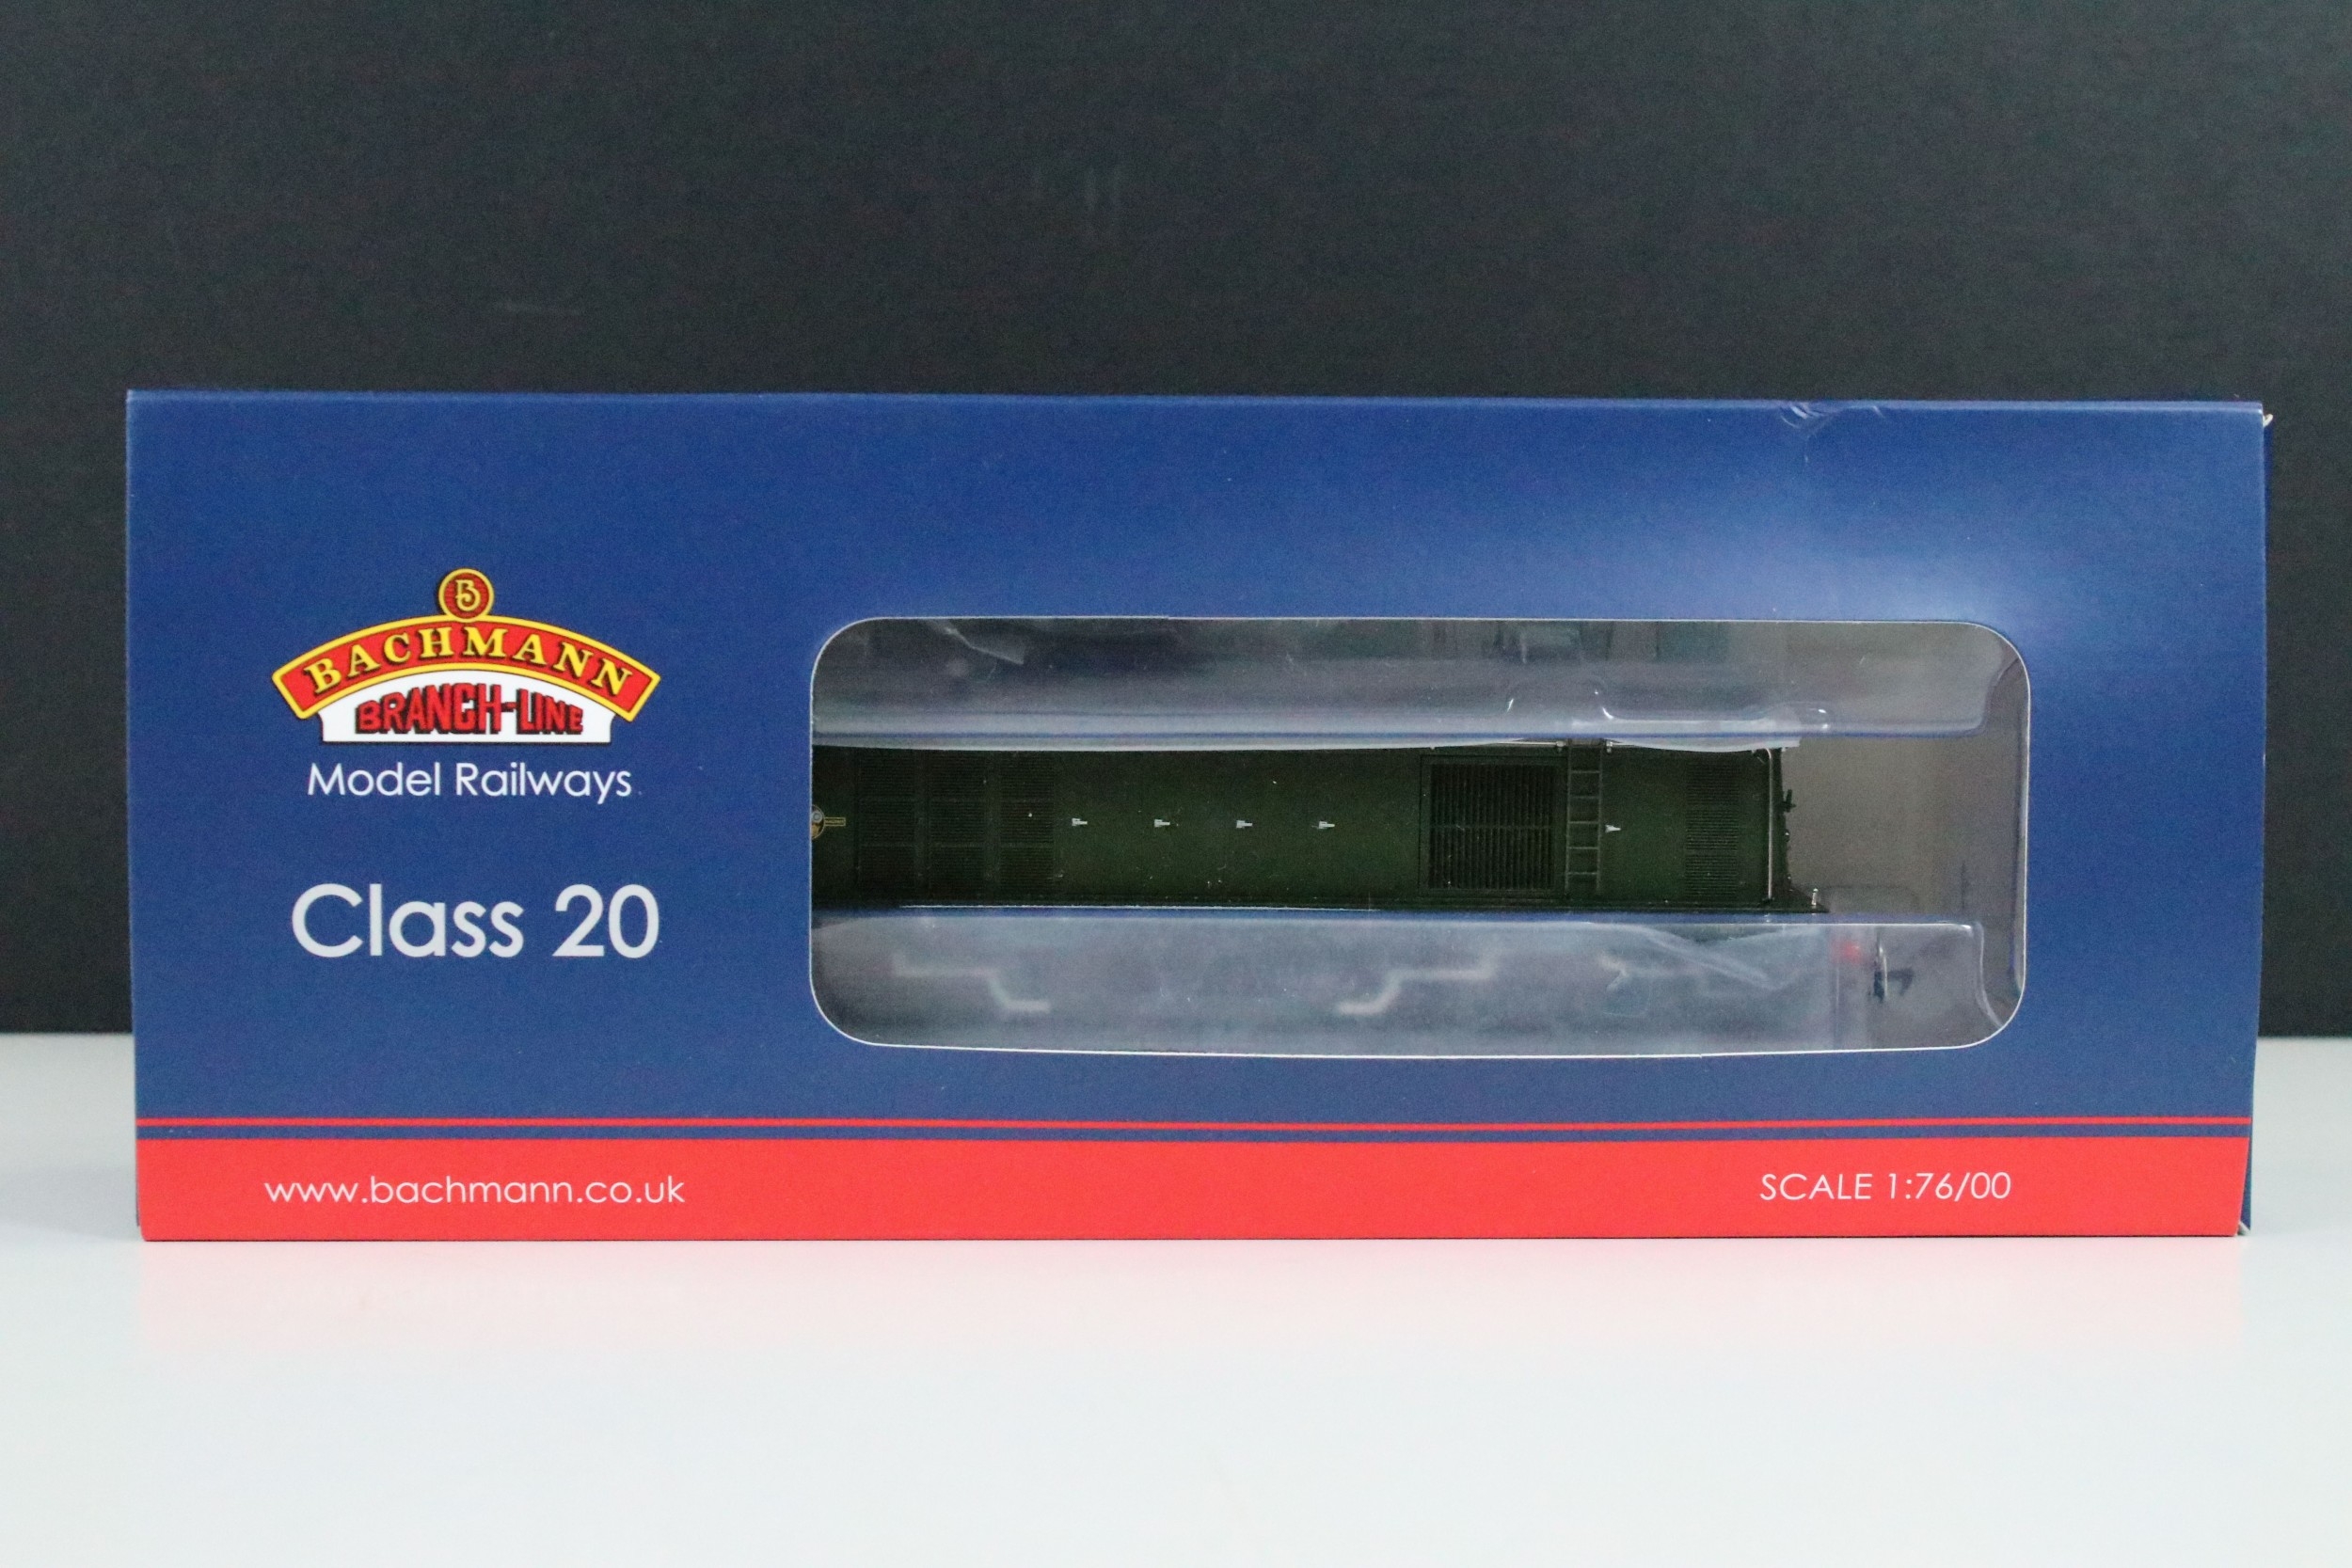 B
BACHMANN
BRANCH-LINE
Model Railways
Class 20
www.bachmann.co.uk
SCALE 1:76/00